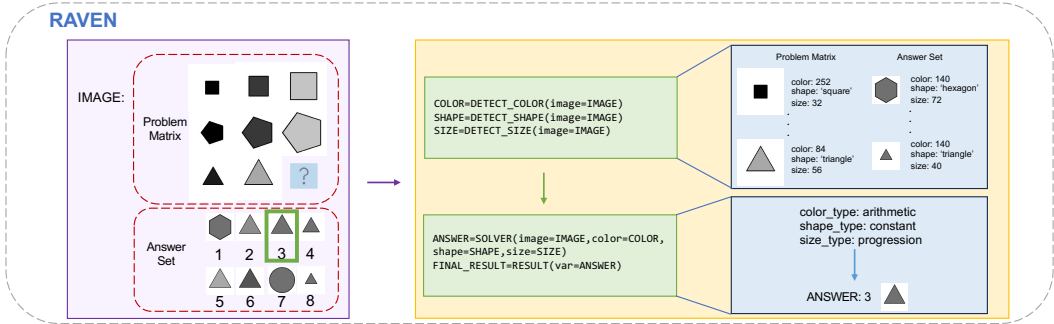 RAVEN
IMAGE:
Problem
Matrix
?
Answer
Set
1 2 3 4
5 6 7 8
COLOR=DETECT_COLOR(image=IMAGE)
SHAPE=DETECT_SHAPE(image=IMAGE)
SIZE=DETECT_SIZE(image=IMAGE)
ANSWER=SOLVER(image=IMAGE,color=COLOR,
shape=SHAPE,size=SIZE)
FINAL_RESULT=RESULT(var=ANSWER)
Problem Matrix
color: 252
shape: 'square'
size: 32
.
.
.
color: 84
shape: 'triangle'
size: 56
Answer Set
color: 140
shape: 'hexagon'
size: 72
.
.
.
color: 140
shape: 'triangle'
size: 40
color_type: arithmetic
shape_type: constant
size_type: progression
ANSWER: 3